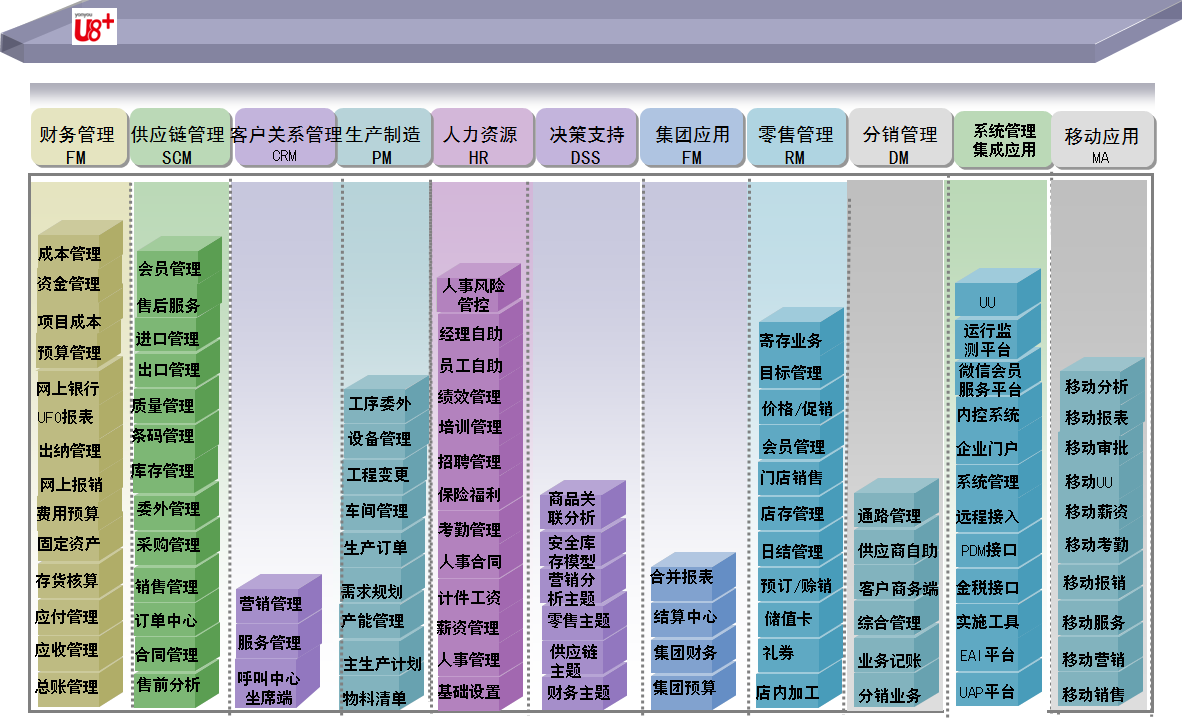 yonyou
U8+
财务管理
FM
供应链管理
SCM
客户关系管理
CRM
生产制造
PM
人力资源
HR
决策支持
DSS
集团应用
FM
零售管理
RM
分销管理
DM
系统管理
集成应用
移动应用
MA
成本管理
资金管理
项目成本
预算管理
网上银行
UFO报表
出纳管理
网上报销
费用预算
固定资产
存货核算
应付管理
应收管理
总账管理
会员管理
售后服务
进口管理
出口管理
质量管理
条码管理
库存管理
委外管理
采购管理
销售管理
订单中心
合同管理
售前分析
营销管理
服务管理
呼叫中心
坐席端
工序委外
设备管理
工程变更
车间管理
生产订单
需求规划
产能管理
主生产计划
物料清单
人事风险
管控
经理自助
员工自助
绩效管理
培训管理
招聘管理
保险福利
考勤管理
人事合同
计件工资
薪资管理
人事管理
基础设置
商品关
联分析
安全库
存模型
营销分
析主题
零售主题
供应链
主题
财务主题
合并报表
结算中心
集团财务
集团预算
寄存业务
目标管理
价格/促销
会员管理
门店销售
店存管理
日结管理
预订/赊销
储值卡
礼券
店内加工
通路管理
供应商自助
客户商务端
综合管理
业务记账
分销业务
UU
运行监
测平台
微信会员
服务平台
内控系统
企业门户
系统管理
远程接入
PDM接口
金税接口
实施工具
EAI平台
UAP平台
移动分析
移动报表
移动审批
移动UU
移动薪资
移动考勤
移动报销
移动服务
移动营销
移动销售